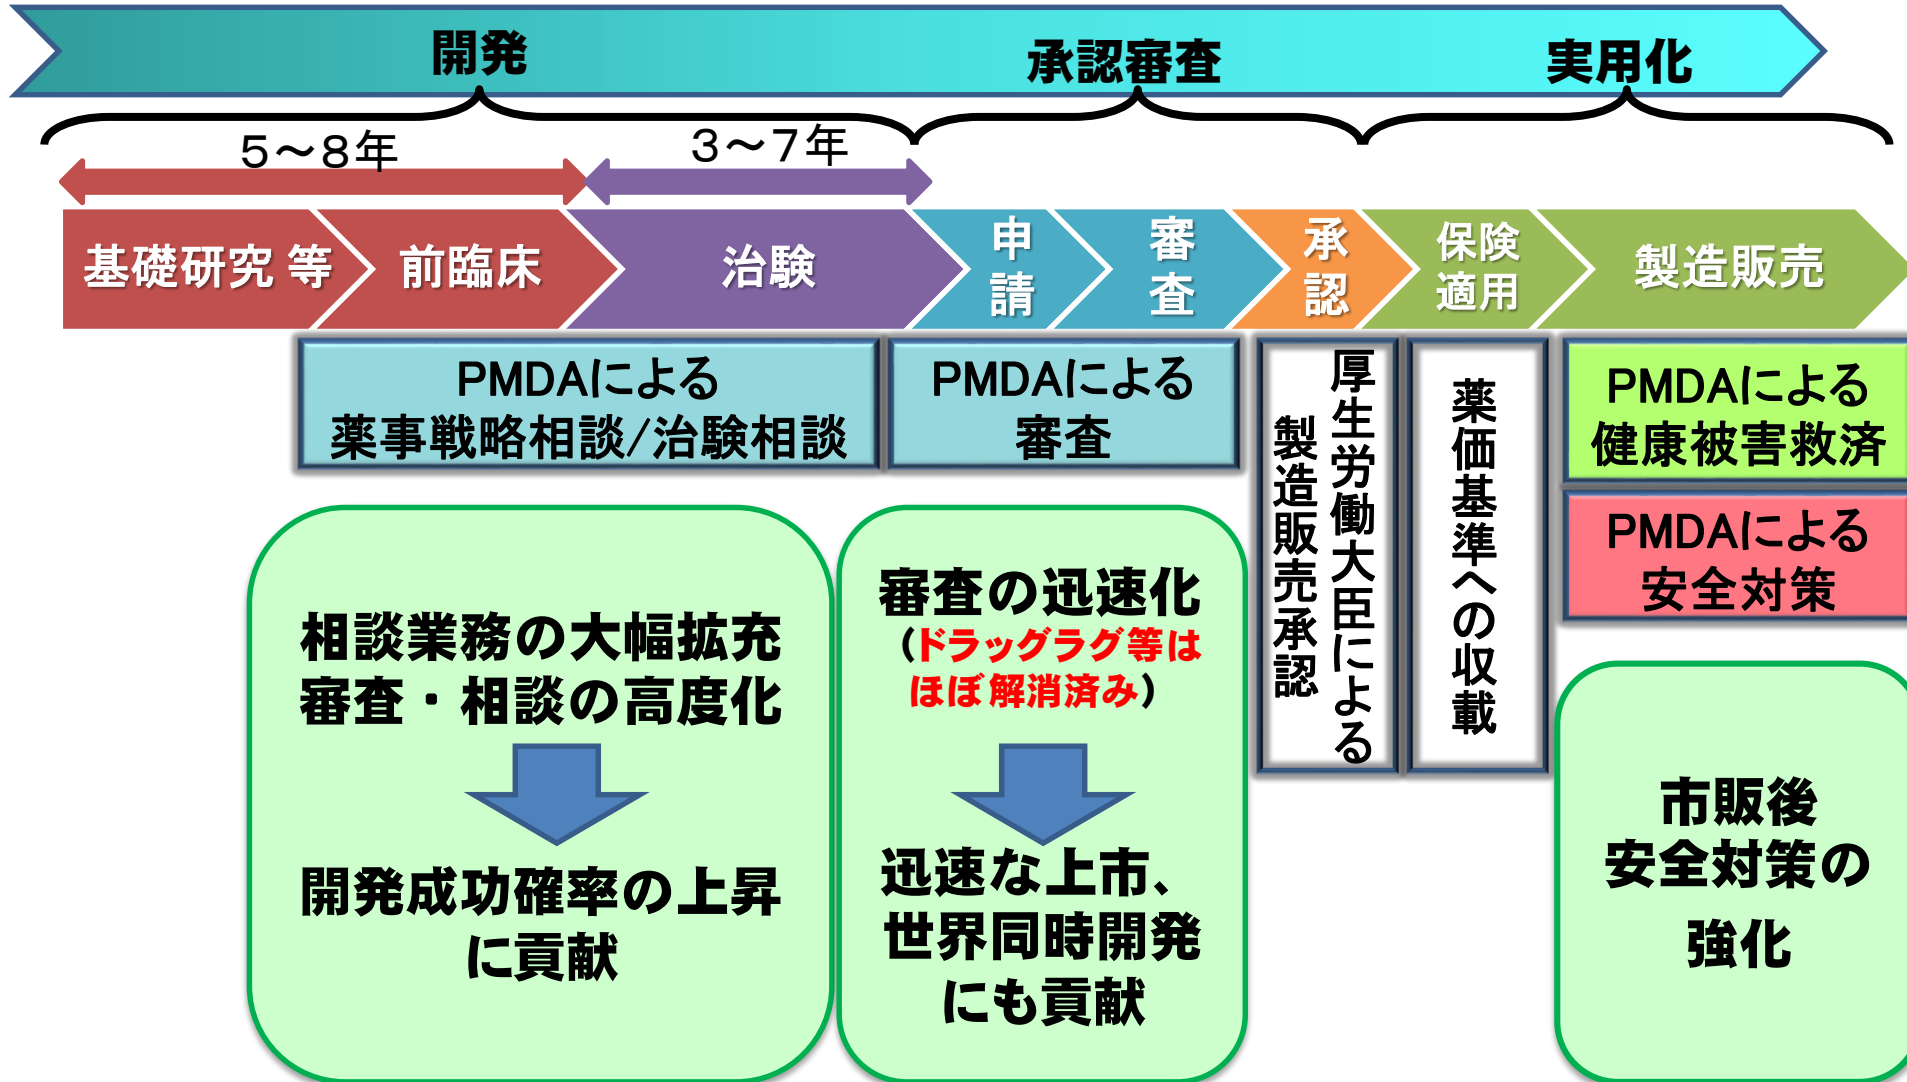 開発
承認審査
実用化
5～8年
3～7年
基礎研究 等
前臨床
治験
申請
審査
承認
保険
適用
製造販売
PMDAによる
薬事戦略相談/治験相談
PMDAによる
審査
厚生労働大臣による
製造販売承認
薬価基準への収載
PMDAによる
健康被害救済
PMDAによる
安全対策
相談業務の大幅拡充
審査・相談の高度化
開発成功確率の上昇
に貢献
審査の迅速化
(ドラッグラグ等は
ほぼ解消済み)
迅速な上市、
世界同時開発
にも貢献
市販後
安全対策の
強化